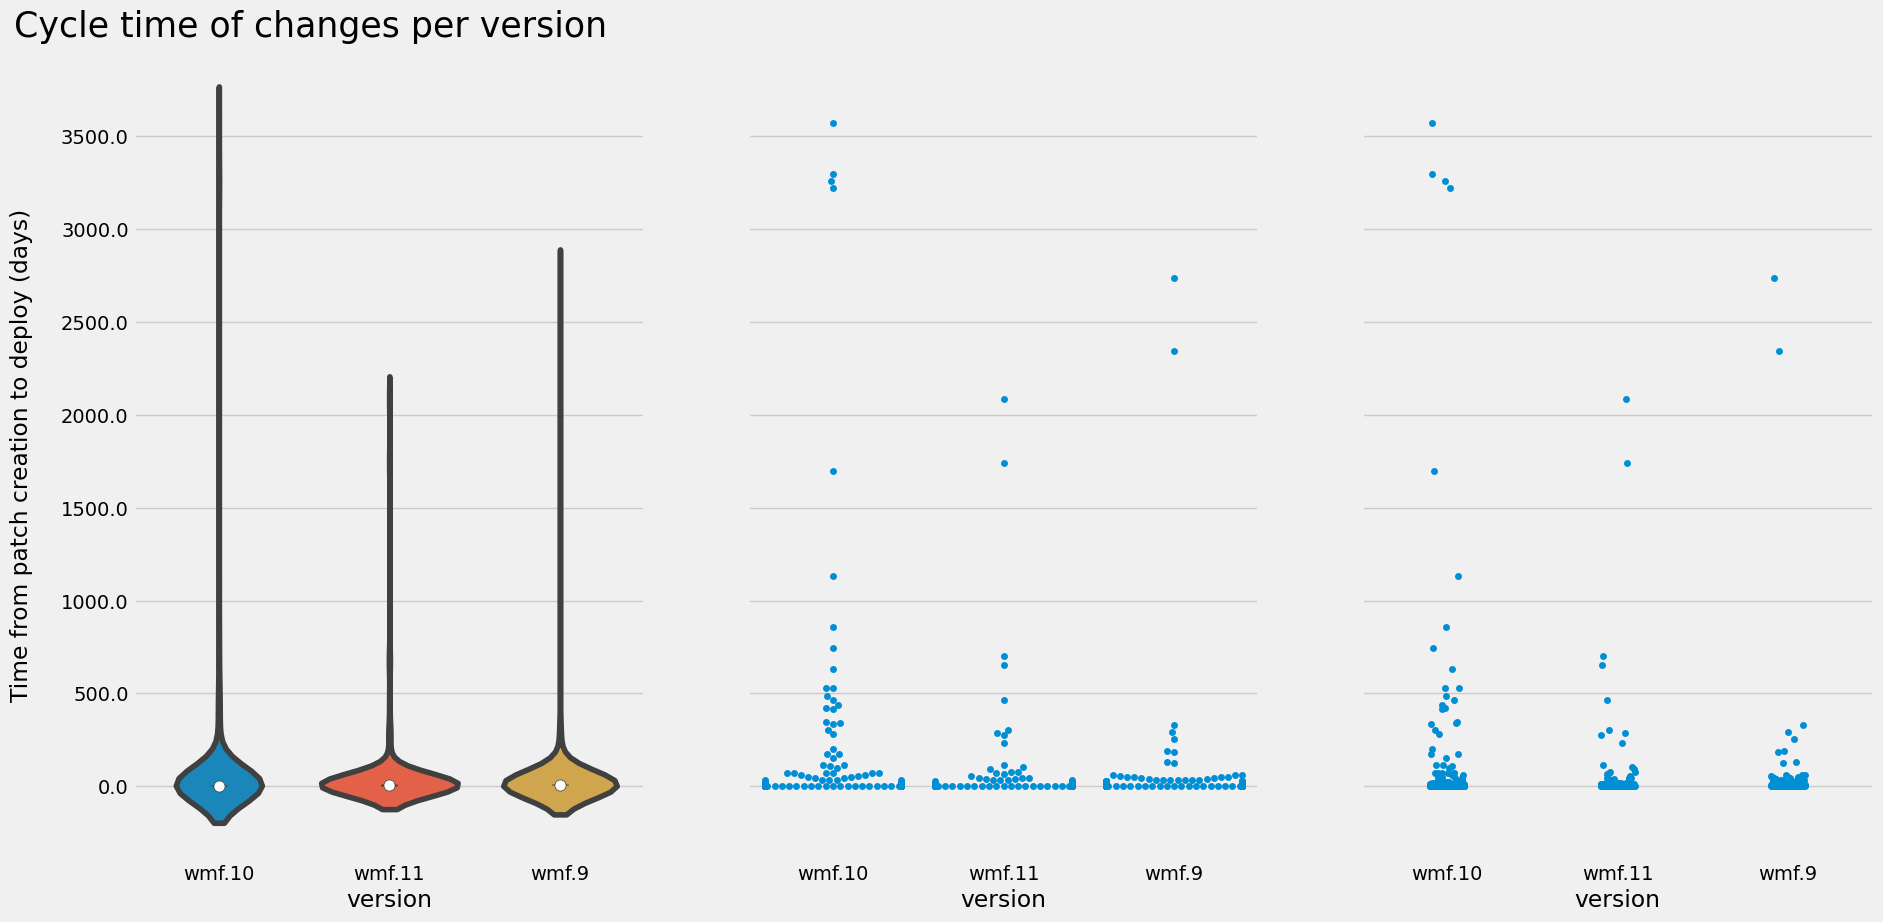 Cycle time of changes per version
Time from patch creation to deploy (days)
3500.0
3000.0
2500.0
2000.0
1500.0
1000.0
500.0
0.0
wmf.10 wmf.11 wmf.9
version
wmf.10 wmf.11 wmf.9
version
wmf.10 wmf.11 wmf.9
version